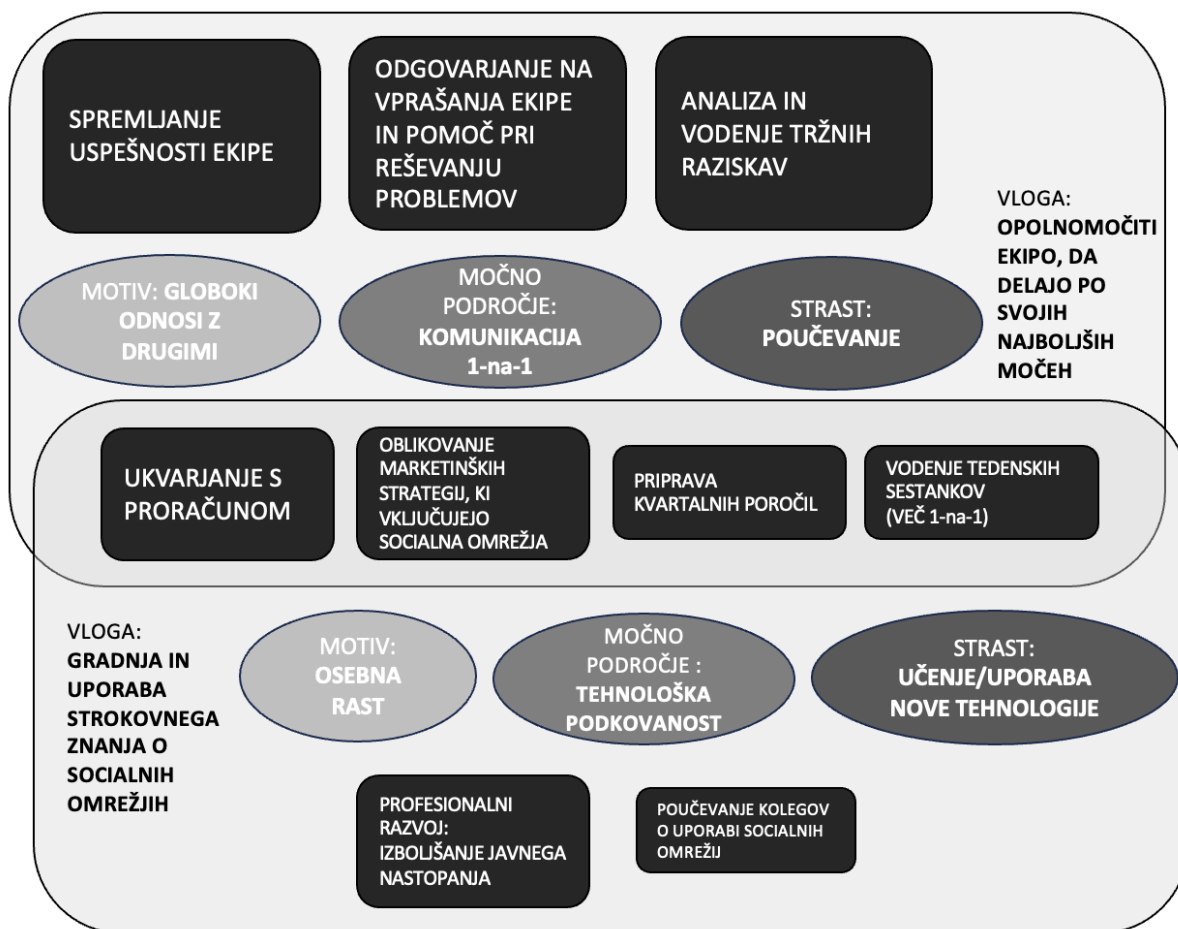 SPREMLJANJE
USPEŠNOSTI EKIPE
ODGOVARJANJE NA
VPRAŠANJA EKIPE
IN POMOČ PRI
REŠEVANJU
PROBLEMOV
ANALIZA IN
VODENJE TRŽNIH
RAZISKAV
VLOGA:
OPOLNOMOČITI
EKIPO, DA
DELAJO PO
SVOJIH
NAJBOLJŠIH
MOČEH
MOTIV: GLOBOKI
ODNOSI Z
DRUGIMI
MOČNO
PODROČJE:
KOMUNIKACIJA
1-na-1
STRAST:
POUČEVANJE
UKVARJANJE S
PRORAČUNOM
OBLIKOVANJE
MARKETINŠKIH
STRATEGIJ, KI
VKLJUČUJEJO
SOCIALNA OMREŽJA
PRIPRAVA
KVARTALNIH POROČIL
VODENJE TEDENSKIH
SESTANKOV
(VEČ 1-na-1)
VLOGA:
GRADNJA IN
UPORABA
STROKOVNEGA
ZNANJA O
SOCIALNIH
OMREŽJIH
MOTIV:
OSEBNA
RAST
MOČNO
PODROČJE :
TEHNOLOŠKA
PODKOVANOST
STRAST:
UČENJE/UPORABA
NOVE TEHNOLOGIJE
PROFESIONALNI
RAZVOJ:
IZBOLJŠANJE JAVNEGA
NASTOPANJA
POUČEVANJE KOLEGOV
O UPORABI SOCIALNIH
OMREŽIJ